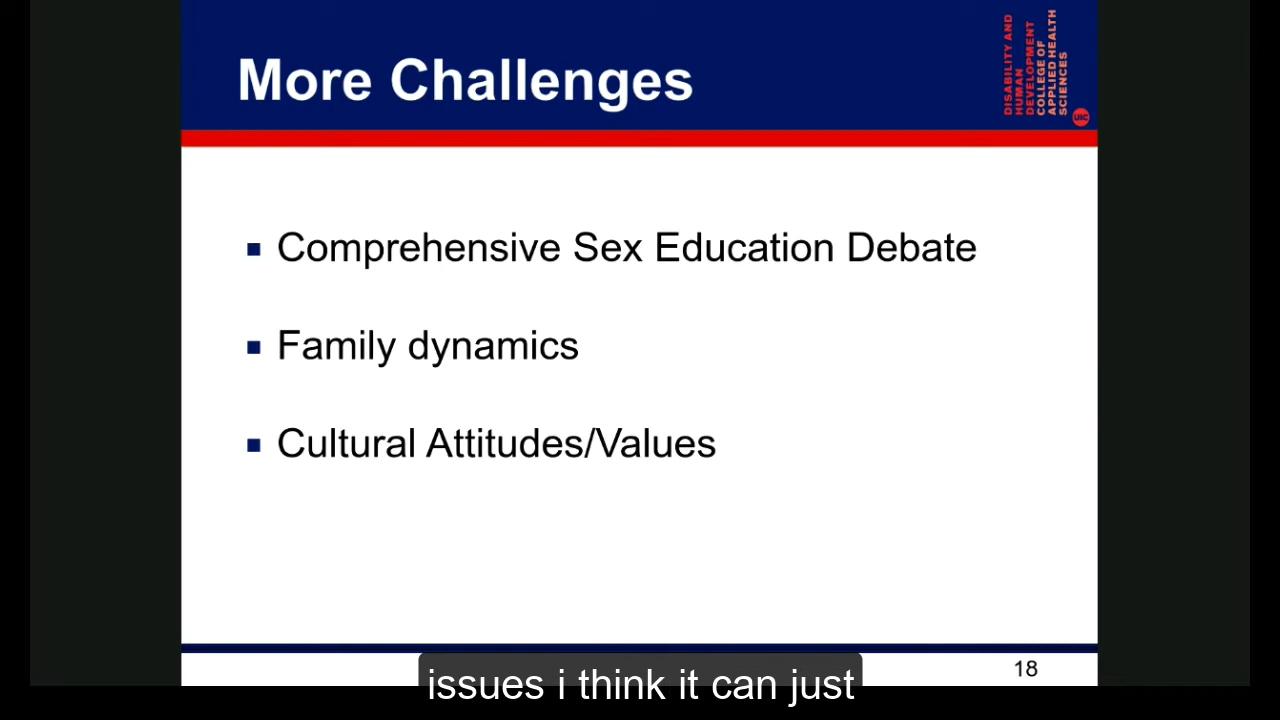 More Challenges
DISABILITY AND
HUMAN
DEVELOPMENT
COLLEGE OF
APPLIED HEALTH
SCIENCES
UIC
Comprehensive Sex Education Debate
Family dynamics
Cultural Attitudes/Values
18
issues i think it can just